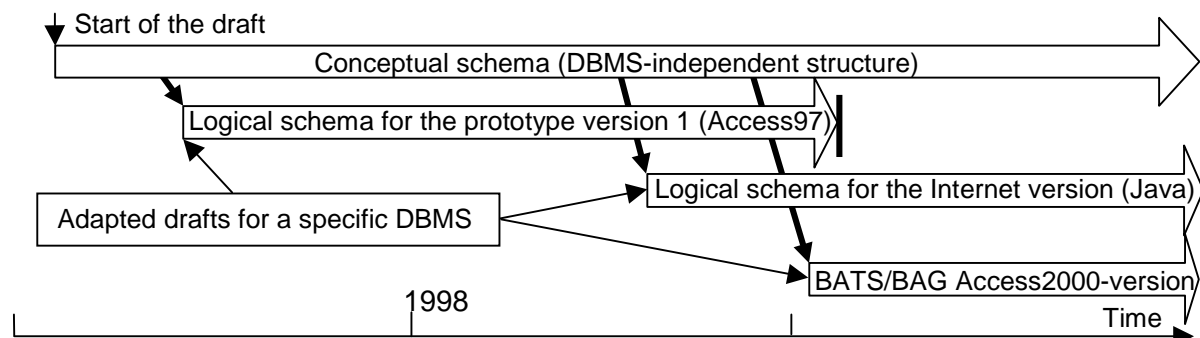 Start of the draft
Conceptual schema (DBMS-independent structure)
Logical schema for the prototype version 1 (Access97)
Logical schema for the Internet version (Java)
Adapted drafts for a specific DBMS
BATS/BAG Access2000-version
1998
Time